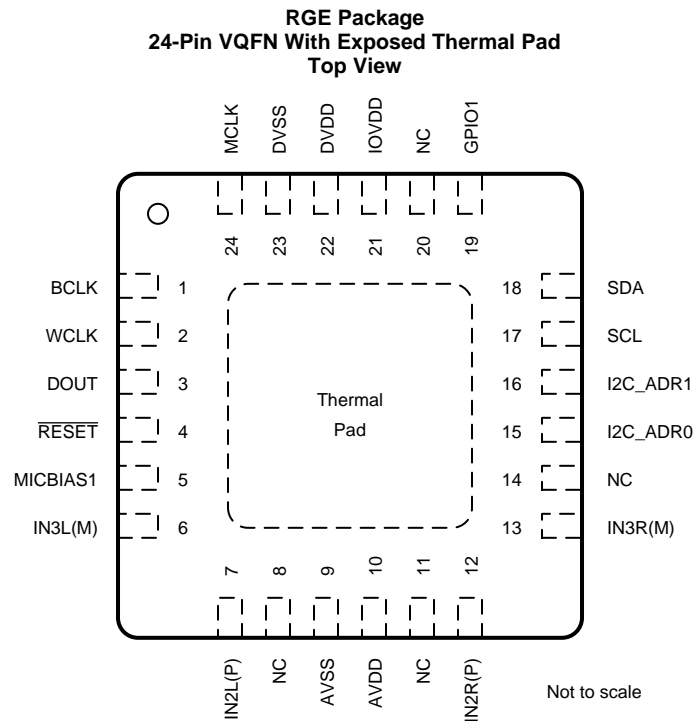 RGE Package
24-Pin VQFN With Exposed Thermal Pad
Top View
MCLK
DVSS
DVDD
IOVDD
NC
GPIO1
24
23
22
21
20
19
BCLK 1
18 SDA
WCLK 2
17 SCL
DOUT 3
16 I2C_ADR1
RESET 4
15 I2C_ADR0
MICBIAS1 5
14 NC
IN3L(M) 6
13 IN3R(M)
Thermal
Pad
7
8
9
10
11
12
IN2L(P)
NC
AVSS
AVDD
NC
IN2R(P)
Not to scale